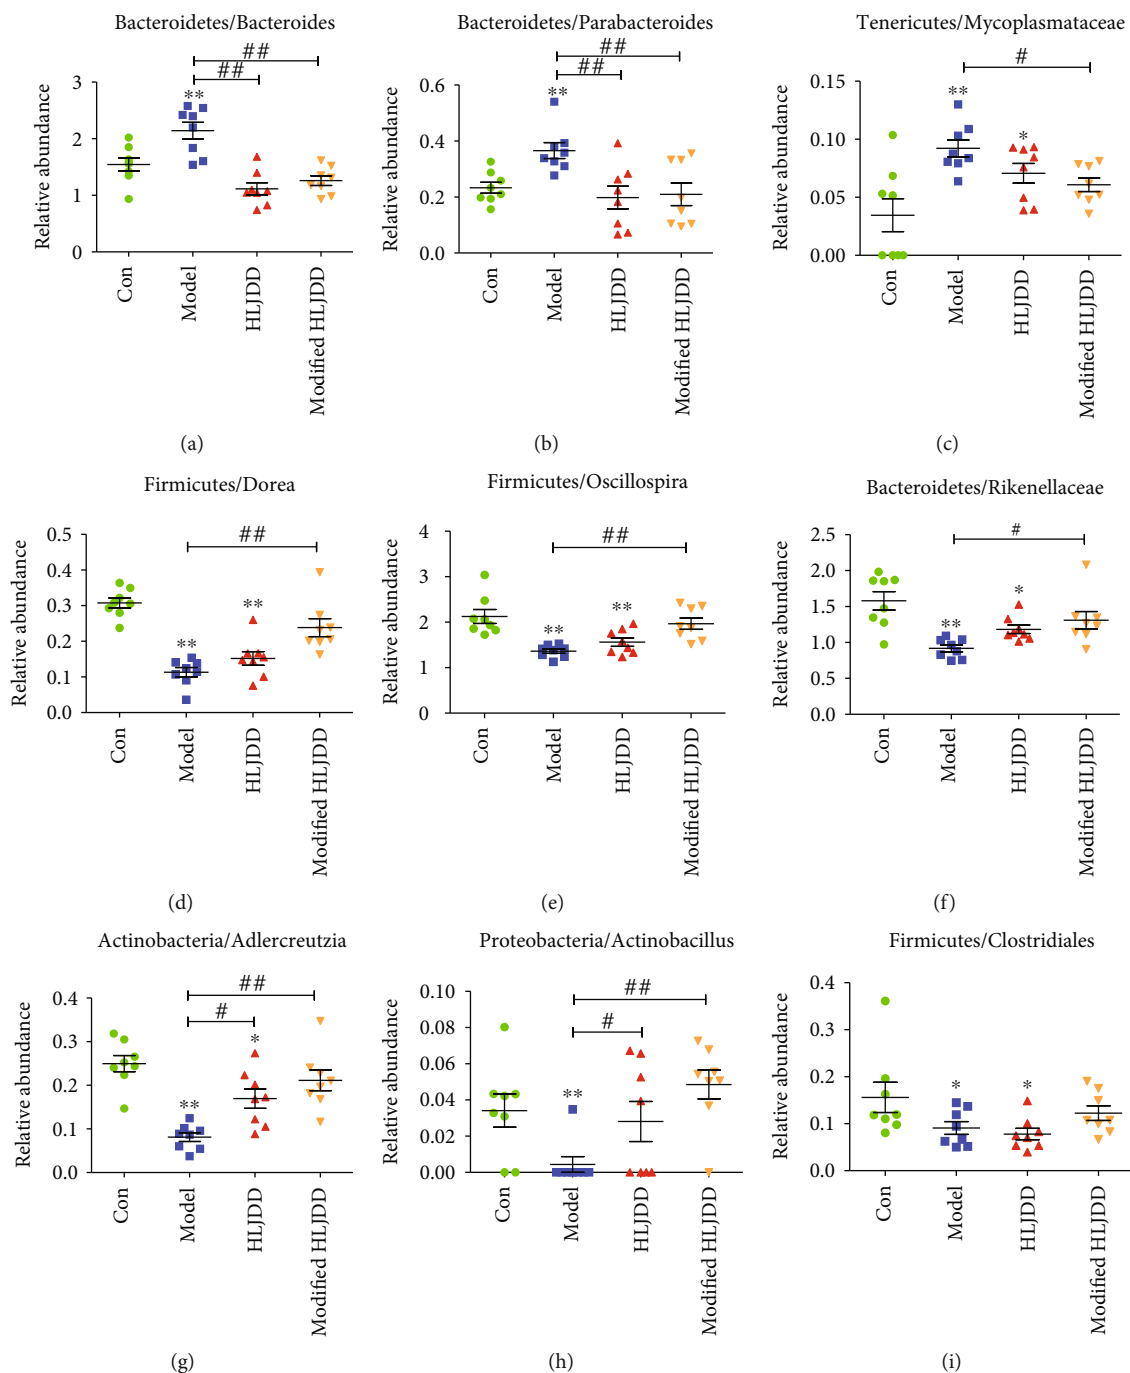 Bacteroidetes/Bacteroides
##
##
**
Relative abundance
3
2
1
0
Con
Model
HLJDD
Modified HLJDD
(a)
Bacteroidetes/Parabacteroides
##
##
**
Relative abundance
0.6
0.4
0.2
0.0
Con
Model
HLJDD
Modified HLJDD
(b)
Tenericutes/Mycoplasmataceae
#
**
*
Relative abundance
0.15
0.10
0.05
0.00
Con
Model
HLJDD
Modified HLJDD
(c)
Firmicutes/Dorea
##
**
**
Relative abundance
0.5
0.4
0.3
0.2
0.1
0.0
Con
Model
HLJDD
Modified HLJDD
(d)
Firmicutes/Oscillospira
##
**
**
Relative abundance
4
3
2
1
0
Con
Model
HLJDD
Modified HLJDD
(e)
Bacteroidetes/Rikenellaceae
#
*
**
Relative abundance
2.5
2.0
1.5
1.0
0.5
0.0
Con
Model
HLJDD
Modified HLJDD
(f)
Actinobacteria/Adlercreutzia
##
#
*
**
Relative abundance
0.4
0.3
0.2
0.1
0.0
Con
Model
HLJDD
Modified HLJDD
(g)
Proteobacteria/Actinobacillus
##
#
**
Relative abundance
0.10
0.08
0.06
0.04
0.02
0.00
Con
Model
HLJDD
Modified HLJDD
(h)
Firmicutes/Clostridiales
*
*
Relative abundance
0.4
0.3
0.2
0.1
0.0
Con
Model
HLJDD
Modified HLJDD
(i)